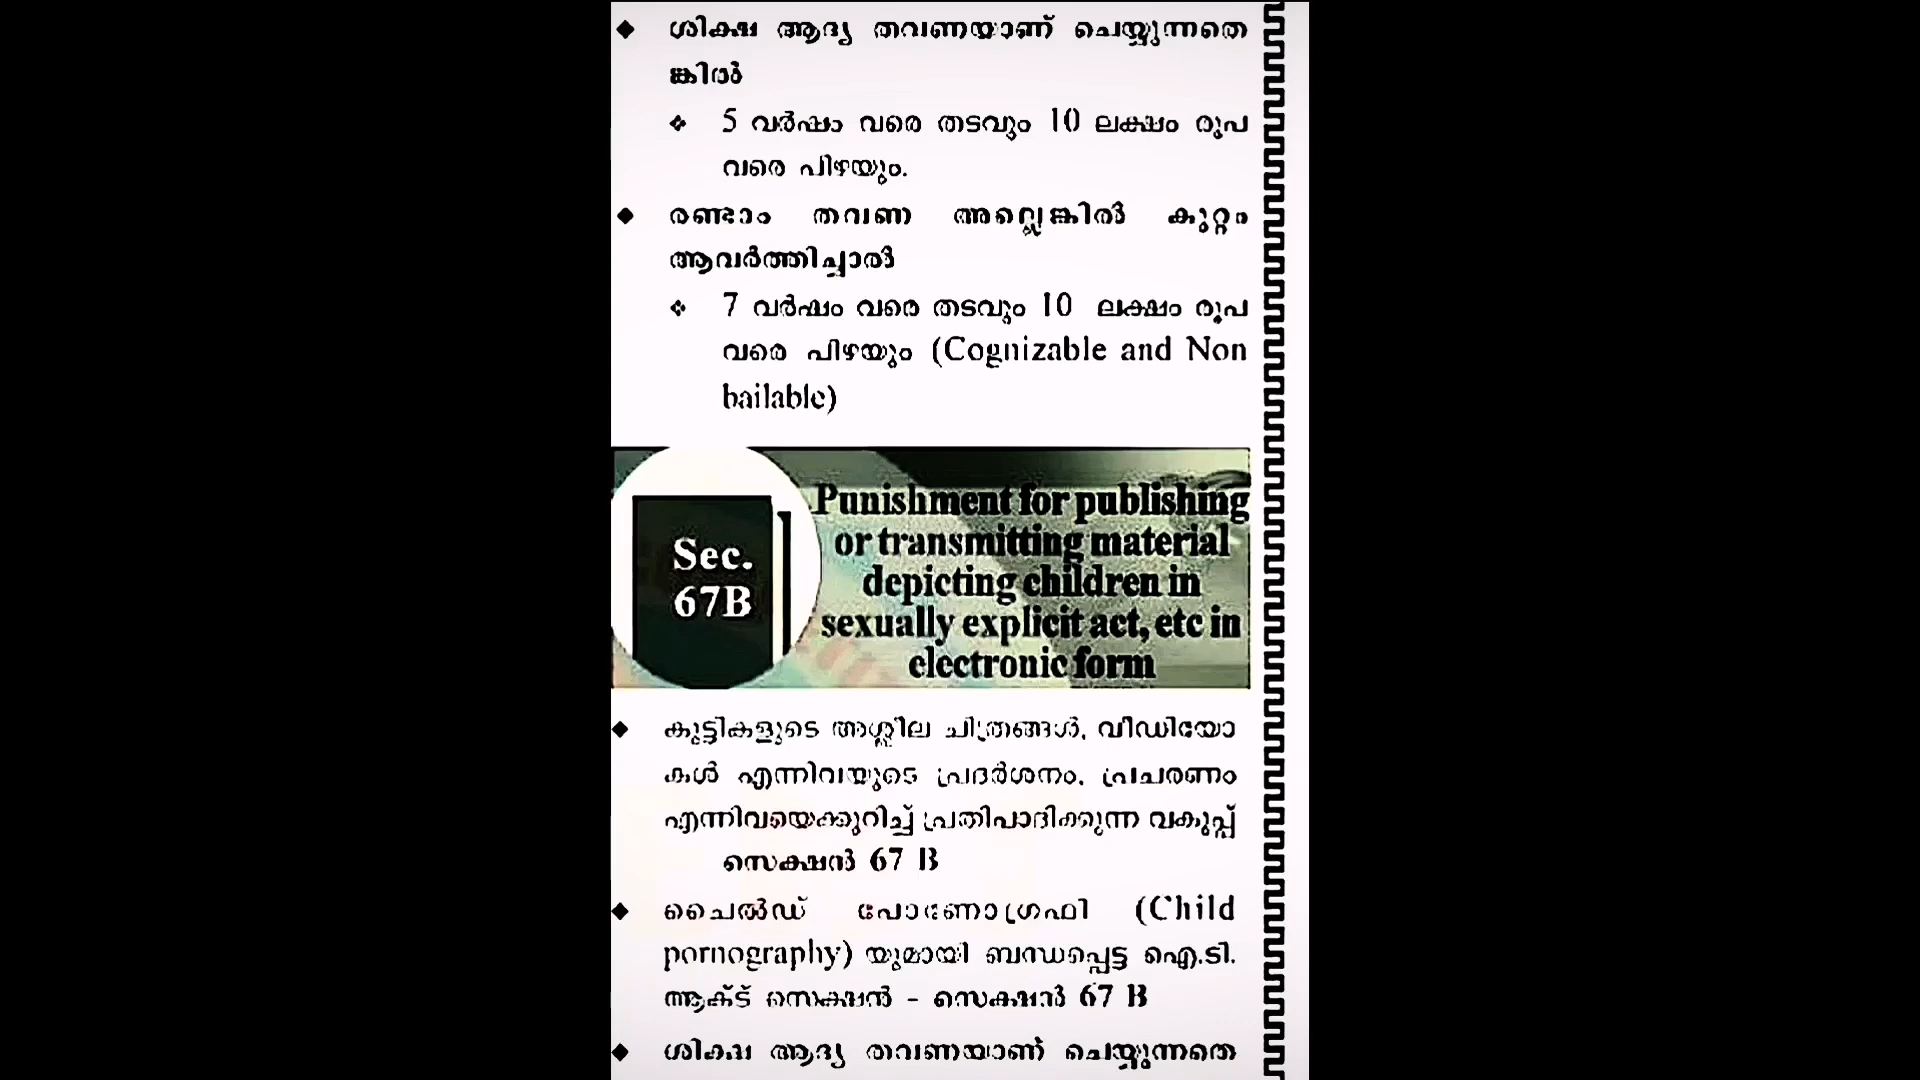 ശിക്ഷ ആദ്യ തവണയാണ് ചെയ്യുന്നതെ
ങ്കിൽ
5 വർഷം വരെ തടവും 10 ലക്ഷം രൂപ
വരെ പിഴയും.
രണ്ടാം തവണ അല്ലെങ്കിൽ കുറ്റം
ആവർത്തിച്ചാൽ
7 വർഷം വരെ തടവും 10 ലക്ഷം രൂപ
വരെ പിഴയും (Cognizable and Non
bailable)
Sec.
67B
Punishment for publishing
or transmitting material
depicting children in
sexually explicit act, etc in
electronic form
കുട്ടികളുടെ അശ്ലീല ചിത്രങ്ങൾ, വീഡിയോ
കൾ എന്നിവയുടെ പ്രദർശനം, പ്രചരണം
എന്നിവയെക്കുറിച്ച് പ്രതിപാദിക്കുന്ന വകുപ്പ്
സെക്ഷൻ 67 B
ചൈൽഡ് പോണോഗ്രഫി (Child
pornography) യുമായി ബന്ധപ്പെട്ട ഐ.ടി.
ആക്ട് സെക്ഷൻ - സെക്ഷൻ 67 B
ശിക്ഷ ആദ്യ തവണയാണ് ചെയ്യുന്നതെ